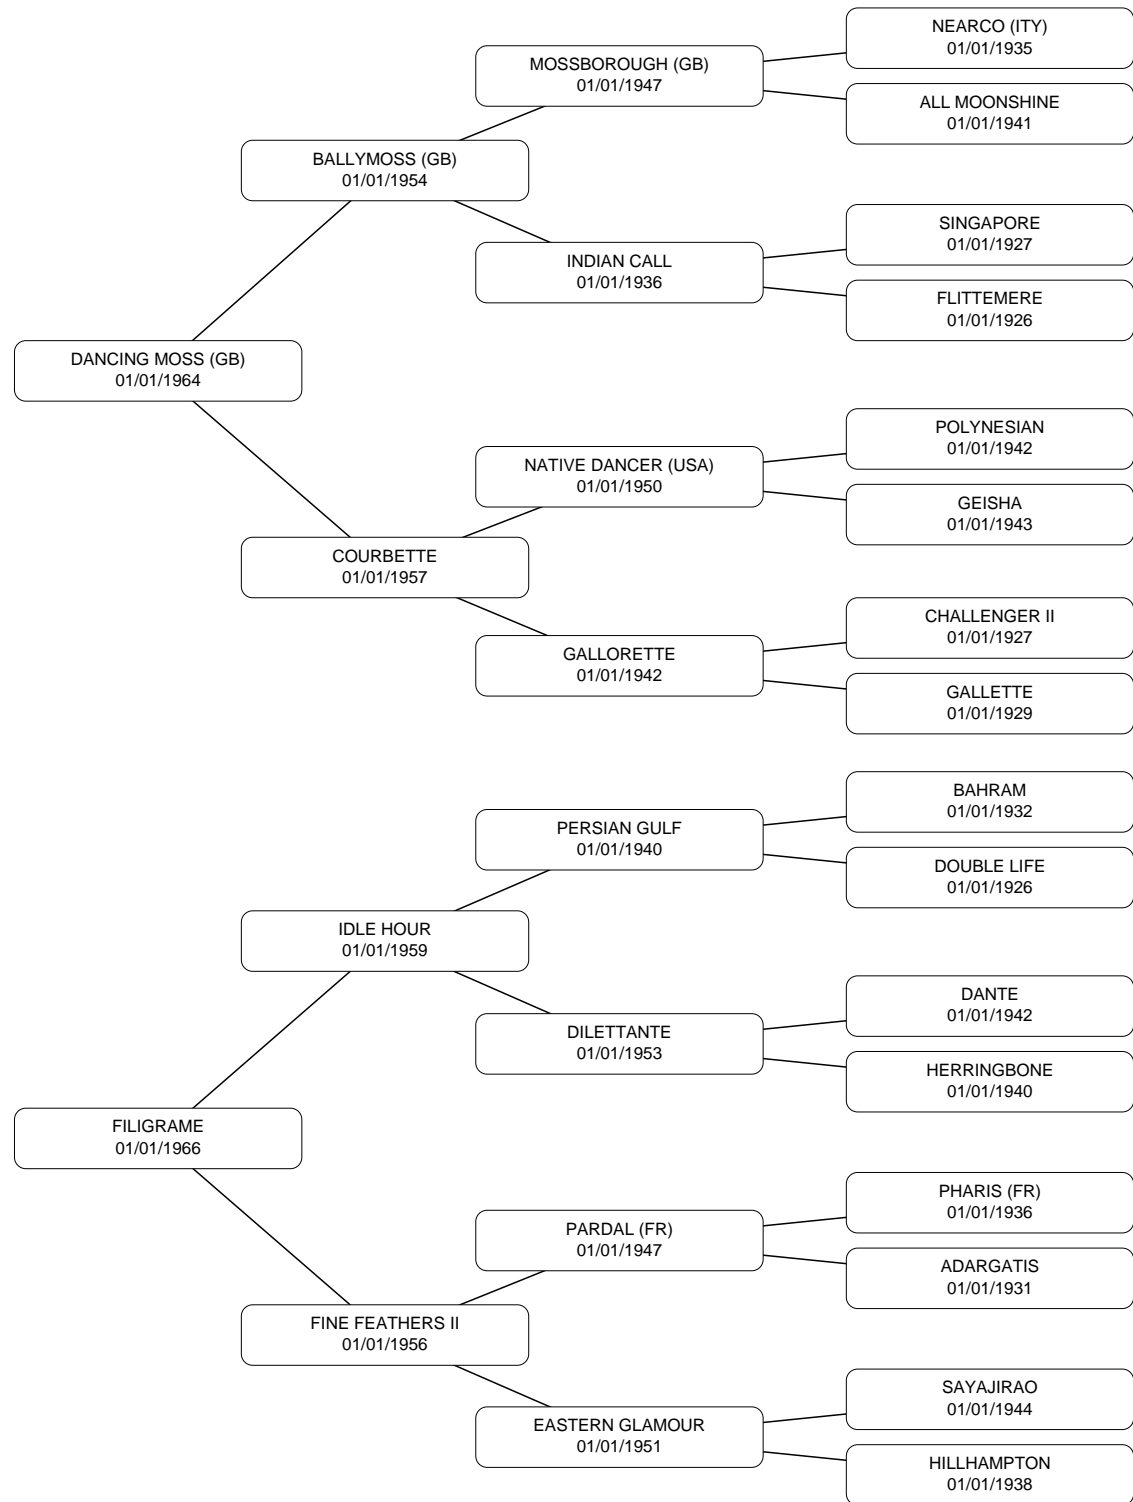 NEARCO (ITY)
01/01/1935
MOSSBOROUGH (GB)
01/01/1947
ALL MOONSHINE
01/01/1941
BALLYMOSS (GB)
01/01/1954
SINGAPORE
01/01/1927
INDIAN CALL
01/01/1936
FLITTEMERE
01/01/1926
DANCING MOSS (GB)
01/01/1964
POLYNESIAN
01/01/1942
NATIVE DANCER (USA)
01/01/1950
GEISHA
01/01/1943
COURBETTE
01/01/1957
CHALLENGER II
01/01/1927
GALLORETTE
01/01/1942
GALLETTE
01/01/1929
BAHRAM
01/01/1932
PERSIAN GULF
01/01/1940
DOUBLE LIFE
01/01/1926
IDLE HOUR
01/01/1959
DANTE
01/01/1942
DILETTANTE
01/01/1953
HERRINGBONE
01/01/1940
FILIGRAME
01/01/1966
PHARIS (FR)
01/01/1936
PARDAL (FR)
01/01/1947
ADARGATIS
01/01/1931
FINE FEATHERS II
01/01/1956
SAYAJIRAO
01/01/1944
EASTERN GLAMOUR
01/01/1951
HILLHAMPTON
01/01/1938